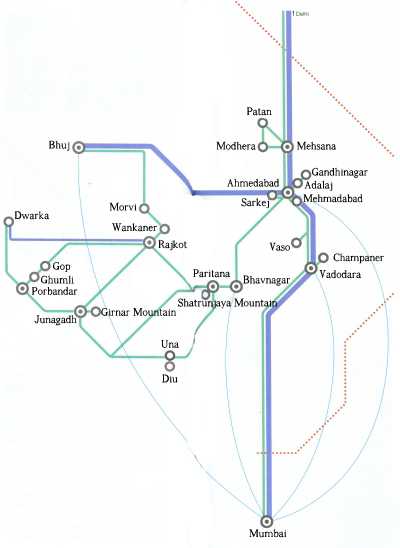 ↑Delhi
Patan
Modhera
Mehsana
Bhuj
Gandhinagar
Ahmedabad
Adalaj
Sarkej
Mehmadabad
Morvi
Dwarka
Wankaner
Rajkot
Vaso
Champaner
Vadodara
Gop
Ghumli
Porbandar
Paritana
Bhavnagar
Shatrunjaya Mountain
Junagadh
Girnar Mountain
Una
Diu
Mumbai